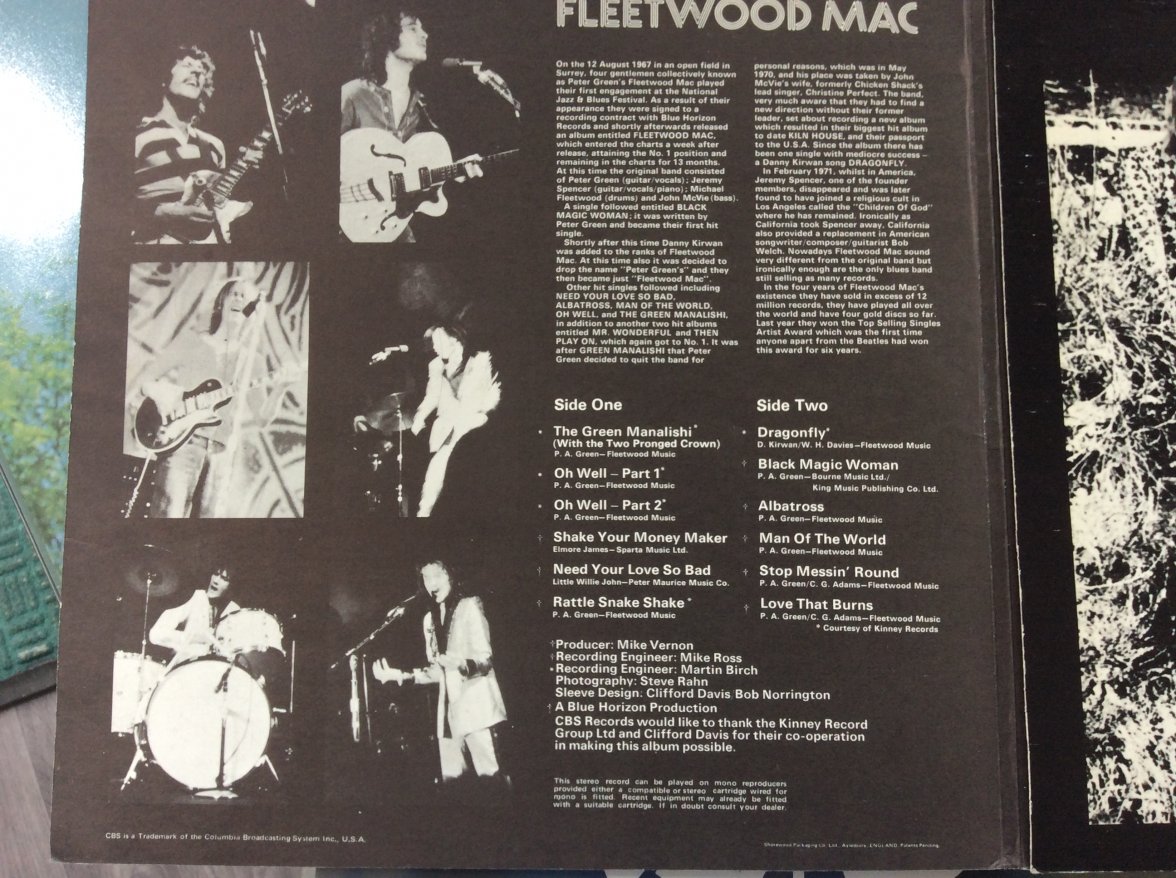 FLEETWOOD MAC
On the 12 August 1967 in an open field in
Surrey, four gentlemen collectively known
as Peter Green's Fleetwood Mac played
their first engagement at the National
Jazz & Blues Festival. As a result of their
appearance they were signed to a
recording contract with Blue Horizon
Records and shortly afterwards released
an album entitled FLEETWOOD MAC,
which entered the charts a week after
release, attaining the No. 1 position and
remaining in the charts for 13 months.
At this time the original band consisted
of Peter Green (guitar/vocals); Jeremy
Spencer (guitar/vocals/piano); Michael
Fleetwood (drums) and John McVie (bass).
A single followed entitled BLACK
MAGIC WOMAN; it was written by
Peter Green and became their first hit
single.
Shortly after this time Danny Kirwan
was added to the ranks of Fleetwood
Mac. At this time also it was decided to
drop the name "Peter Green's" and they
then became just "Fleetwood Mac".
Other hit singles followed including
NEED YOUR LOVE SO BAD,
ALBATROSS, MAN OF THE WORLD,
OH WELL, and THE GREEN MANALISHI,
in addition to another two hit albums
entitled MR. WONDERFUL and THEN
PLAY ON, which again got to No. 1. It was
after GREEN MANALISHI that Peter
Green decided to quit the band for
personal reasons, which was in May
1970, and his place was taken by John
McVie's wife, formerly Chicken Shack's
lead singer, Christine Perfect. The band,
very much aware that they had to find a
new direction without their former
leader, set about recording a new album
which resulted in their biggest hit album
to date KILN HOUSE, and their passport
to the U.S.A. Since the album there has
been one single with mediocre success –
a Danny Kirwan song DRAGONFLY.
In February 1971, whilst in America,
Jeremy Spencer, one of the founder
members, disappeared and was later
found to have joined a religious cult in
Los Angeles called the "Children Of God"
where he has remained. Ironically as
California took Spencer away, California
also provided a replacement in American
songwriter/composer/guitarist Bob
Welch. Nowadays Fleetwood Mac sound
very different from the original band but
ironically enough are the only blues band
still selling as many records.
In the four years of Fleetwood Mac's
existence they have sold in excess of 12
million records, they have played all over
the world and have four gold discs so far.
Last year they won the Top Selling Singles
Artist Award which was the first time
anyone apart from the Beatles had won
this award for six years.
Side One
• The Green Manalishi*
(With the Two Pronged Crown)
P. A. Green—Fleetwood Music
• Oh Well – Part 1*
P. A. Green—Fleetwood Music
• Oh Well – Part 2*
P. A. Green—Fleetwood Music
† Shake Your Money Maker
Elmore James—Sparta Music Ltd.
† Need Your Love So Bad
Little Willie John—Peter Maurice Music Co.
† Rattle Snake Shake*
P. A. Green—Fleetwood Music
Side Two
• Dragonfly*
D. Kirwan/W. H. Davies—Fleetwood Music
† Black Magic Woman
P. A. Green—Bourne Music Ltd./
King Music Publishing Co. Ltd.
† Albatross
P. A. Green—Fleetwood Music
† Man Of The World
P. A. Green—Fleetwood Music
† Stop Messin' Round
P. A. Green/C. G. Adams—Fleetwood Music
† Love That Burns
P. A. Green/C. G. Adams—Fleetwood Music
* Courtesy of Kinney Records
†Producer: Mike Vernon
†Recording Engineer: Mike Ross
•Recording Engineer: Martin Birch
Photography: Steve Rahn
Sleeve Design: Clifford Davis Bob Norrington
†A Blue Horizon Production
CBS Records would like to thank the Kinney Record
Group Ltd and Clifford Davis for their co-operation
in making this album possible.
This stereo record can be played on mono reproducers
provided either a compatible or stereo cartridge wired for
mono is fitted. Recent equipment may already be fitted
with a suitable cartridge. If in doubt consult your dealer.
CBS is a Trademark of the Columbia Broadcasting System Inc., U.S.A.
Shorewood Packaging Co. Ltd., Aylesbury, ENGLAND. Patents Pending.